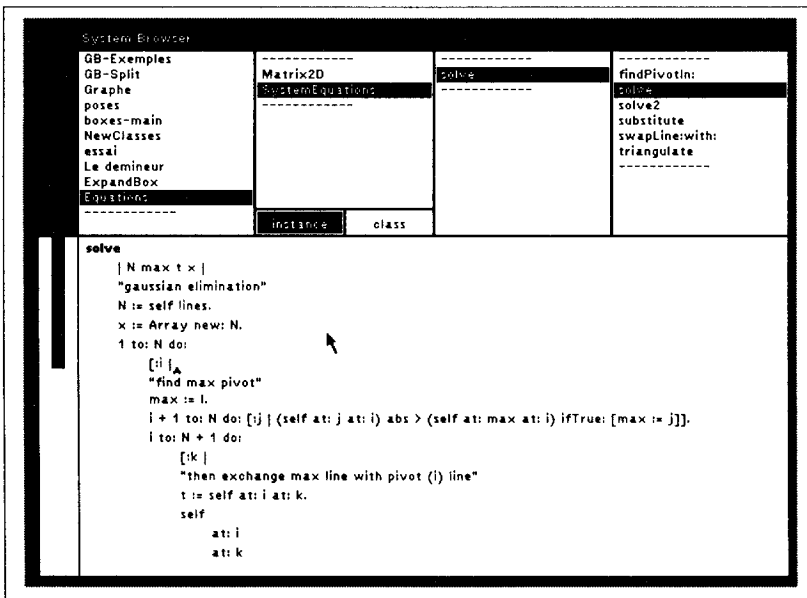 System Browser
GB-Exemples
GB-Split
Graphe
poses
boxes-main
NewClasses
essai
Le demineur
ExpandBox
Equations
------------
------------
Matrix2D
SystemEquations
------------
instance
class
------------
solve
------------
------------
findPivotIn:
solve
solve2
substitute
swapLine:with:
triangulate
------------
solve
| N max t x |
"gaussian elimination"
N := self lines.
x := Array new: N.
1 to: N do:
[:i |
"find max pivot"
max := I.
i + 1 to: N do: [:j | (self at: j at: i) abs > (self at: max at: i) ifTrue: [max := j]].
i to: N + 1 do:
[:k |
"then exchange max line with pivot (i) line"
t := self at: i at: k.
self
at: i
at: k